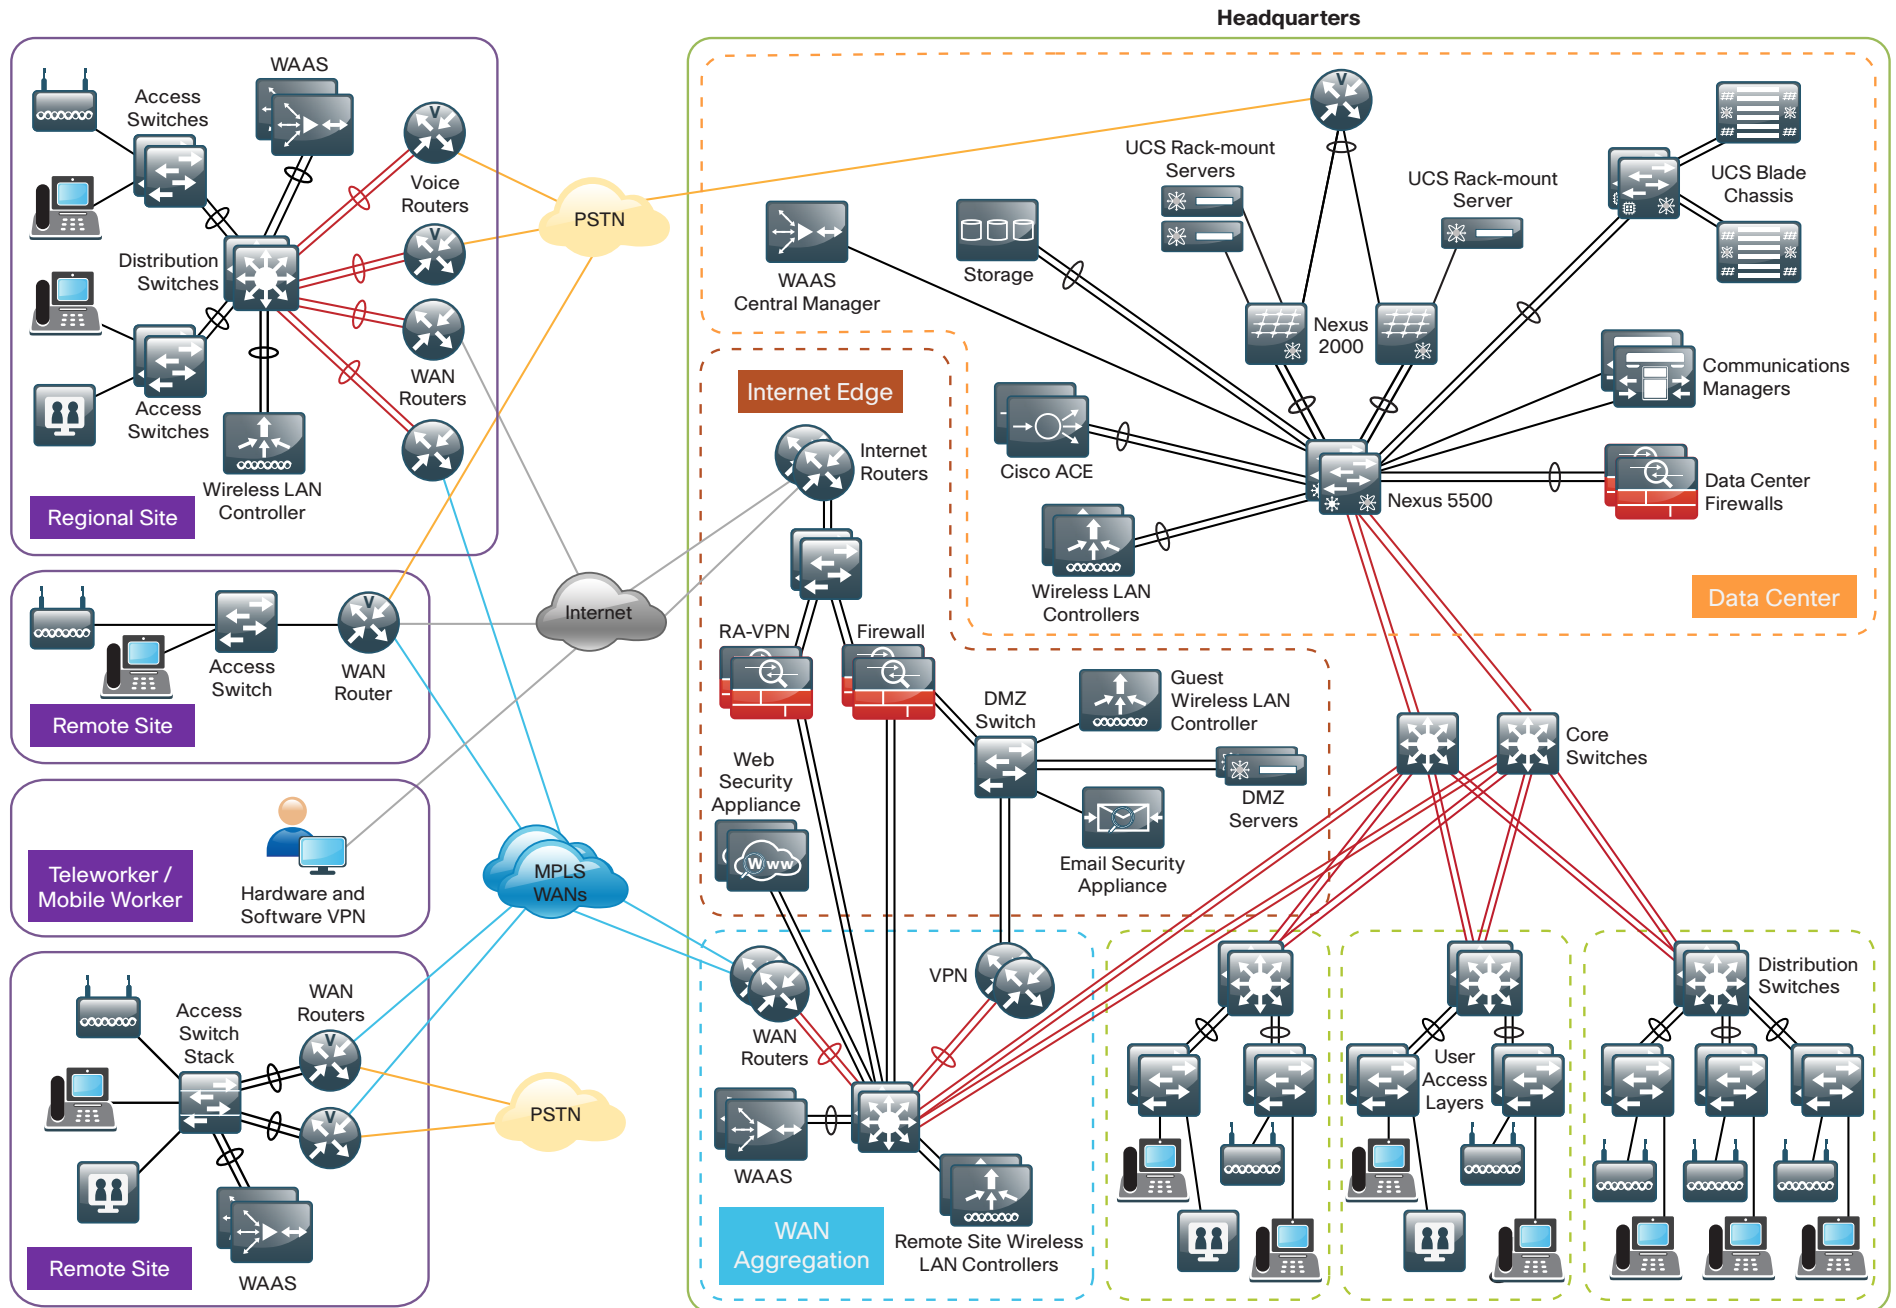 Headquarters
WAAS
Access
Switches
V
Voice
Routers
V
Distribution
Switches
WAN
Routers
Access
Switches
Wireless LAN
Controller
Regional Site
PSTN
V
UCS Rack-mount
Servers
UCS Rack-mount
Server
UCS Blade
Chassis
WAAS
Central Manager
Storage
Nexus
2000
Communications
Managers
Cisco ACE
Nexus 5500
Data Center
Firewalls
Wireless LAN
Controllers
Data Center
Internet Edge
Internet
Routers
RA-VPN
Firewall
DMZ
Switch
Guest
Wireless LAN
Controller
Web
Security
Appliance
Www
DMZ
Servers
Email Security
Appliance
Core
Switches
Internet
V
Access
Switch
WAN
Router
Remote Site
Teleworker /
Mobile Worker
Hardware and
Software VPN
MPLS
WANs
WAN
Routers
Access
Switch
Stack
V
V
WAAS
Remote Site
PSTN
VPN
WAN
Routers
WAAS
WAN
Aggregation
Remote Site Wireless
LAN Controllers
Distribution
Switches
User
Access
Layers